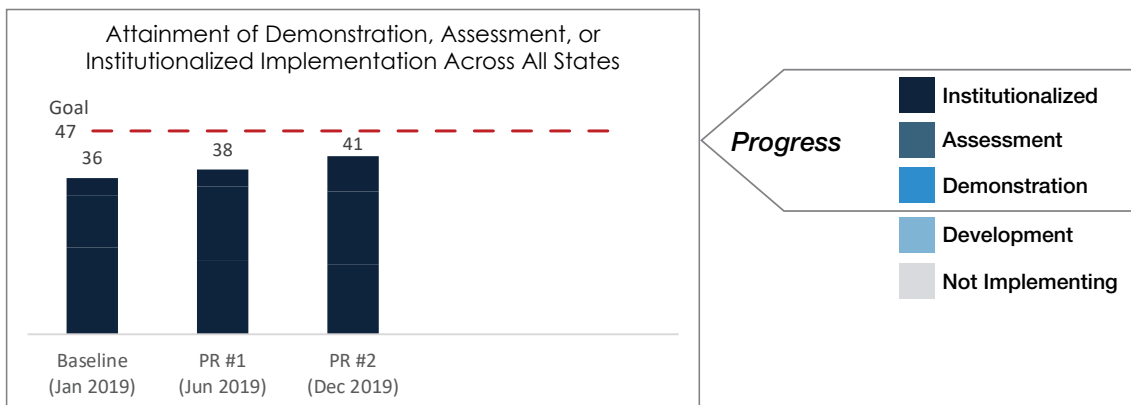 Attainment of Demonstration, Assessment, or
Institutionalized Implementation Across All States
Goal
47
36
38
41
Baseline
(Jan 2019)
PR #1
(Jun 2019)
PR #2
(Dec 2019)
Progress
Institutionalized
Assessment
Demonstration
Development
Not Implementing